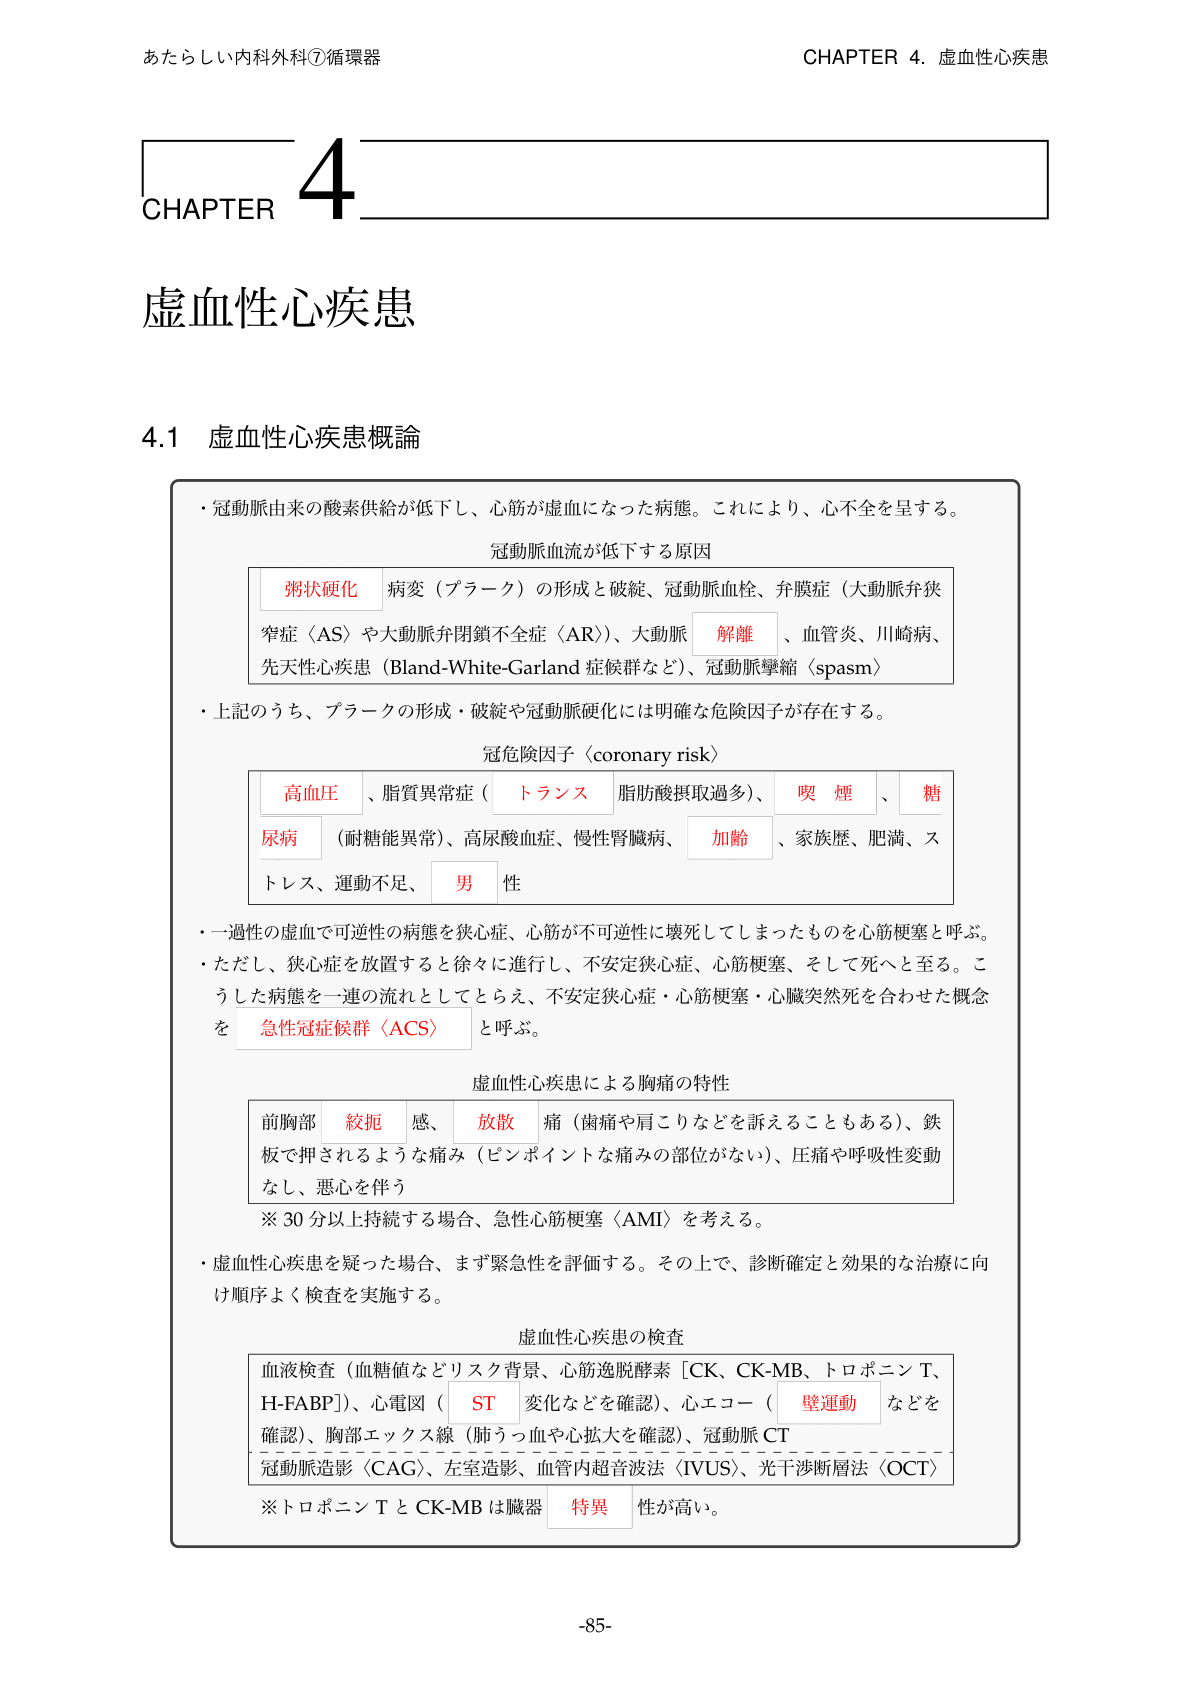 あたらしい内科外科⑦循環器
CHAPTER 4. 虚血性心疾患
CHAPTER 4
虚血性心疾患
4.1 虚血性心疾患概論
・冠動脈由来の酸素供給が低下し、心筋が虚血になった病態。これにより、心不全を呈する。
冠動脈血流が低下する原因
粥状硬化 病変（プラーク）の形成と破綻、冠動脈血栓、弁膜症（大動脈弁狭
窄症〈AS〉や大動脈弁閉鎖不全症〈AR〉）、大動脈 解離 、血管炎、川崎病、
先天性心疾患（Bland-White-Garland 症候群など）、冠動脈攣縮〈spasm〉
・上記のうち、プラークの形成・破綻や冠動脈硬化には明確な危険因子が存在する。
冠危険因子〈coronary risk〉
高血圧 、脂質異常症（ トランス 脂肪酸摂取過多）、 喫 煙 、 糖
尿病 （耐糖能異常）、高尿酸血症、慢性腎臓病、 加齢 、家族歴、肥満、ス
トレス、運動不足、 男 性
・一過性の虚血で可逆性の病態を狭心症、心筋が不可逆性に壊死してしまったものを心筋梗塞と呼ぶ。
・ただし、狭心症を放置すると徐々に進行し、不安定狭心症、心筋梗塞、そして死へと至る。こ
うした病態を一連の流れとしてとらえ、不安定狭心症・心筋梗塞・心臓突然死を合わせた概念
を 急性冠症候群〈ACS〉 と呼ぶ。
虚血性心疾患による胸痛の特性
前胸部 絞扼 感、 放散 痛（歯痛や肩こりなどを訴えることもある）、鉄
板で押されるような痛み（ピンポイントな痛みの部位がない）、圧痛や呼吸性変動
なし、悪心を伴う
※ 30 分以上持続する場合、急性心筋梗塞〈AMI〉を考える。
・虚血性心疾患を疑った場合、まず緊急性を評価する。その上で、診断確定と効果的な治療に向
け順序よく検査を実施する。
虚血性心疾患の検査
血液検査（血糖値などリスク背景、心筋逸脱酵素［CK、CK-MB、トロポニン T、
H-FABP］）、心電図（ ST 変化などを確認）、心エコー（ 壁運動 などを
確認）、胸部エックス線（肺うっ血や心拡大を確認）、冠動脈 CT
冠動脈造影〈CAG〉、左室造影、血管内超音波法〈IVUS〉、光干渉断層法〈OCT〉
※トロポニン T と CK-MB は臓器 特異 性が高い。
-85-